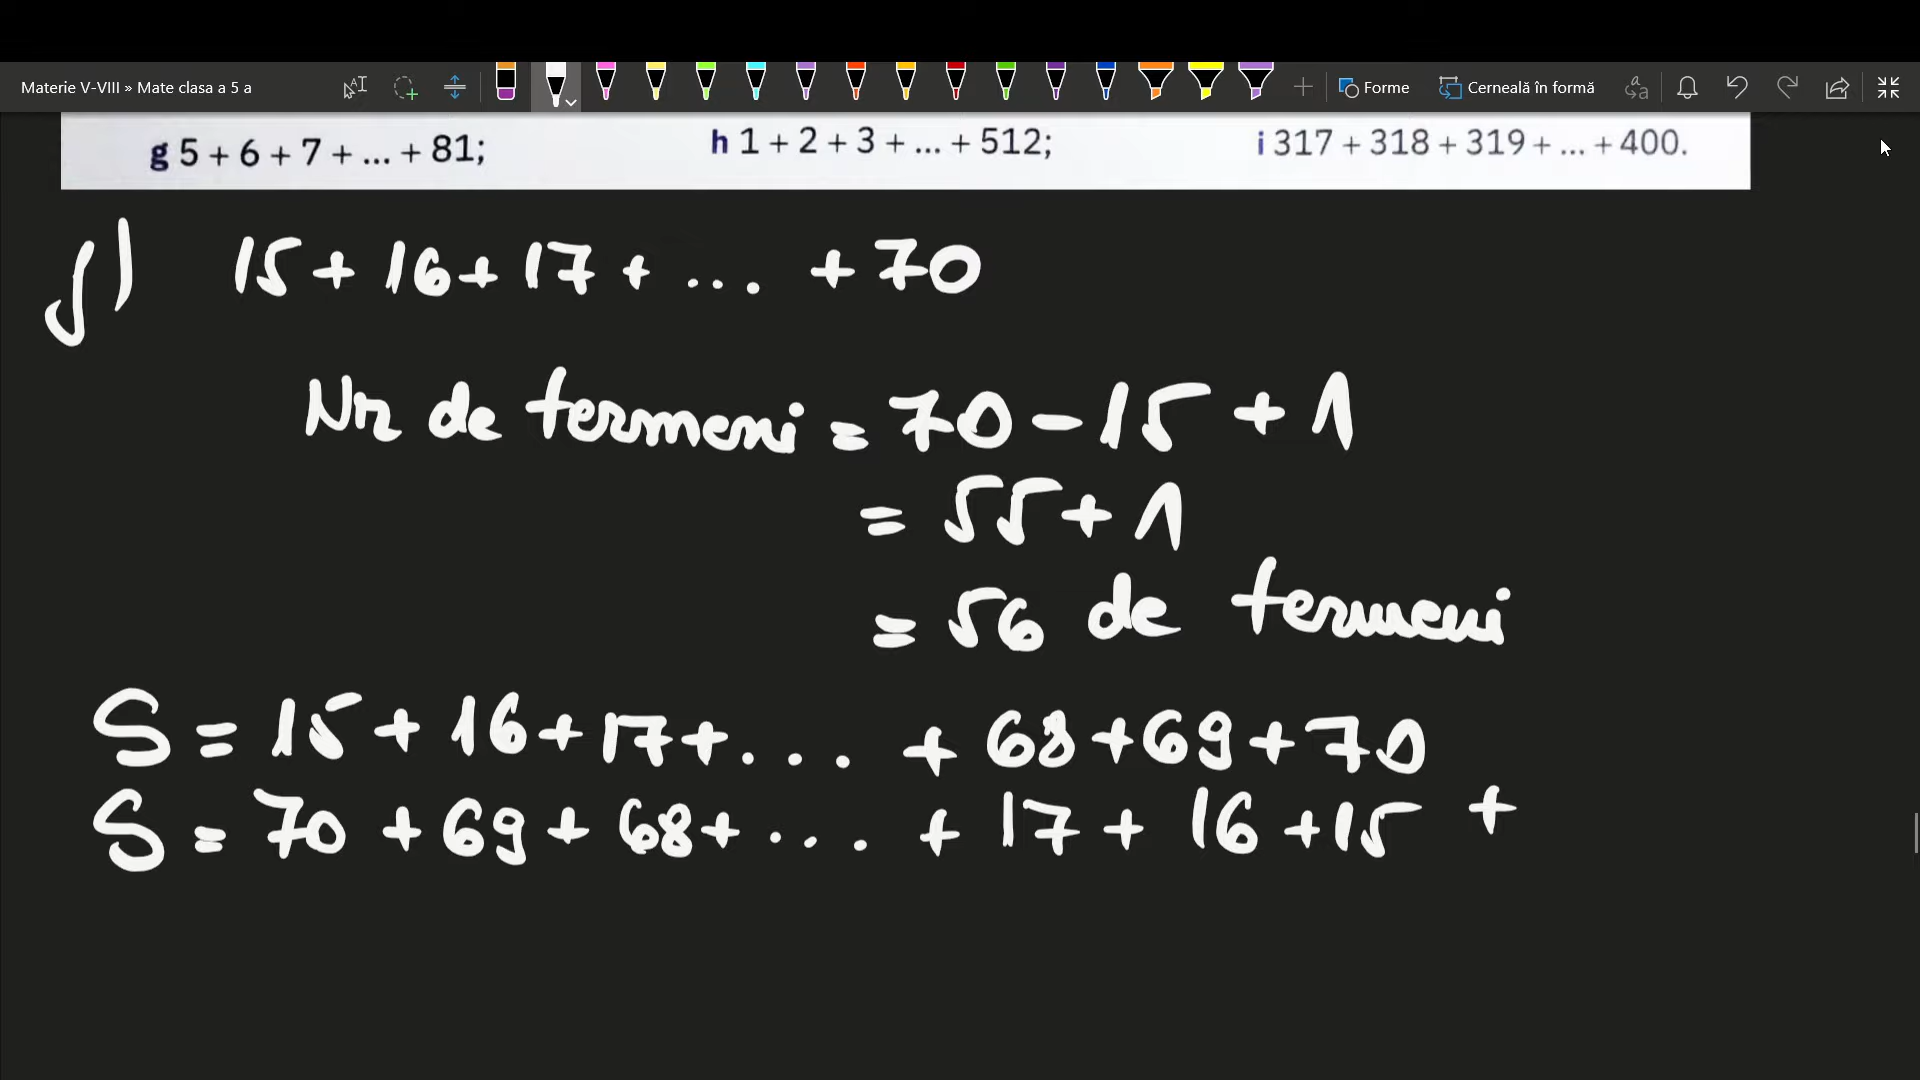 Materie V-VIII » Mate clasa a 5 a
Forme
Cerneală în formă
g 5 + 6 + 7 + ... + 81;
h 1 + 2 + 3 + ... + 512;
i 317 + 318 + 319 + ... + 400.
f) 15 + 16 + 17 + ... + 70
Nr de termeni = 70 - 15 + 1
= 55 + 1
= 56 de termeni
S = 15 + 16 + 17 + ... + 68 + 69 + 70
S = 70 + 69 + 68 + ... + 17 + 16 + 15 +